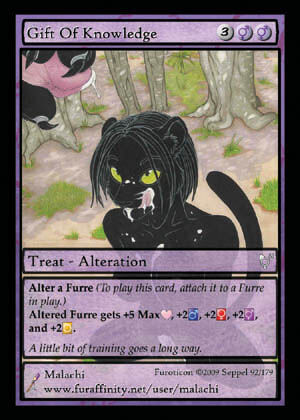 Gift Of Knowledge 3
Treat - Alteration
Alter a Furre (To play this card, attach it to a Furre
in play.)
Altered Furre gets +5 Max, +2, +2, +2,
and +2.
A little bit of training goes a long way.
Malachi Furoticon ©2009 Seppel 92/179
www.furaffinity.net/user/malachi